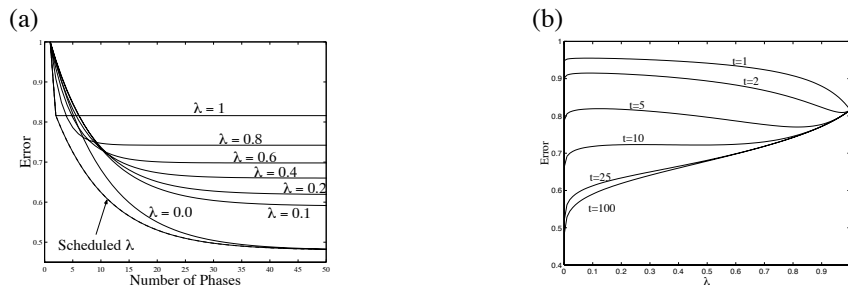 (a)
(b)
1
0.9
0.8
0.7
0.6
0.5
Error
λ = 1
λ = 0.8
λ = 0.6
λ = 0.4
λ = 0.2
λ = 0.1
λ = 0.0
Scheduled λ
0 5 10 15 20 25 30 35 40 45 50
Number of Phases
1
0.9
0.8
0.7
0.6
0.5
0.4
Error
t=1
t=2
t=5
t=10
t=25
t=100
0 0.1 0.2 0.3 0.4 0.5 0.6 0.7 0.8 0.9
λ